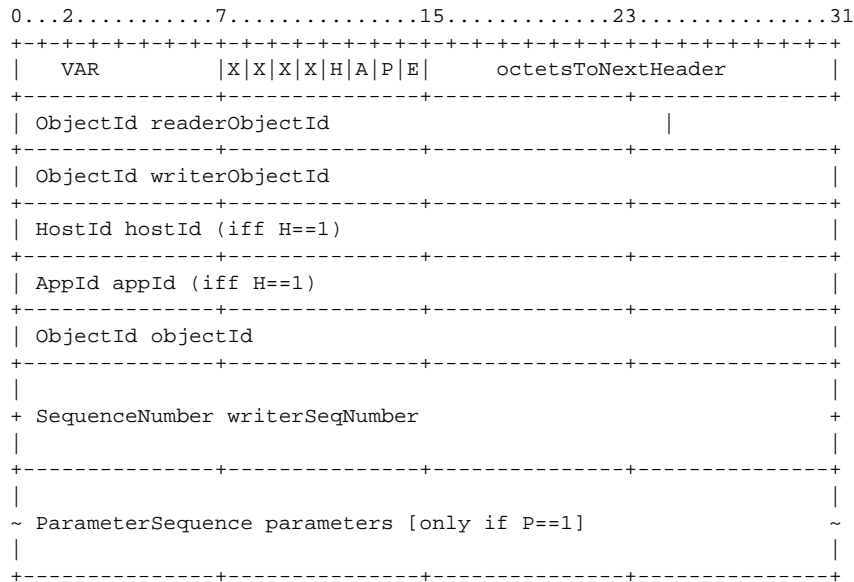 0...2...........7...............15.............23...............31
+-+-+-+-+-+-+-+-+-+-+-+-+-+-+-+-+-+-+-+-+-+-+-+-+-+-+-+-+-+-+-+-+
|   VAR         |X|X|X|X|H|A|P|E|     octetsToNextHeader        |
+---------------+---------------+---------------+---------------+
| ObjectId readerObjectId                          |
+---------------+---------------+---------------+---------------+
| ObjectId writerObjectId                                       |
+---------------+---------------+---------------+---------------+
| HostId hostId (iff H==1)                                      |
+---------------+---------------+---------------+---------------+
| AppId appId (iff H==1)                                        |
+---------------+---------------+---------------+---------------+
| ObjectId objectId                                             |
+---------------+---------------+---------------+---------------+
|                                                               |
+ SequenceNumber writerSeqNumber                                +
|                                                               |
+---------------+---------------+---------------+---------------+
|                                                               |
~ ParameterSequence parameters [only if P==1]                   ~
|                                                               |
+---------------+---------------+---------------+---------------+